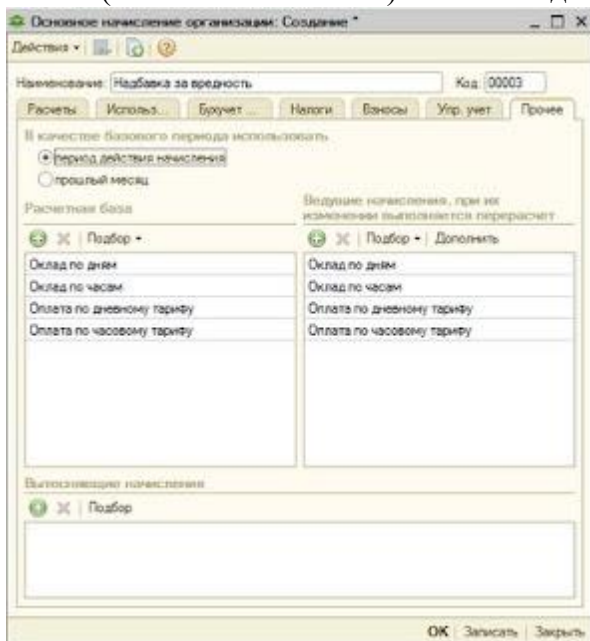 Основное начисление организации: Создание *
Действия
Наименование: Надбавка за вредность Код: 00003
Расчеты Использ... Бухучет ... Налоги Взносы Упр. учет Прочее
В качестве базового периода использовать
период действия начисления
прошлый месяц
Расчетная база
Ведущие начисления, при их
изменении выполняется перерасчет
Подбор
Подбор Дополнить
Оклад по дням
Оклад по часам
Оплата по дневному тарифу
Оплата по часовому тарифу
Оклад по дням
Оклад по часам
Оплата по дневному тарифу
Оплата по часовому тарифу
Вытесняющие начисления
Подбор
OK Записать Закрыть